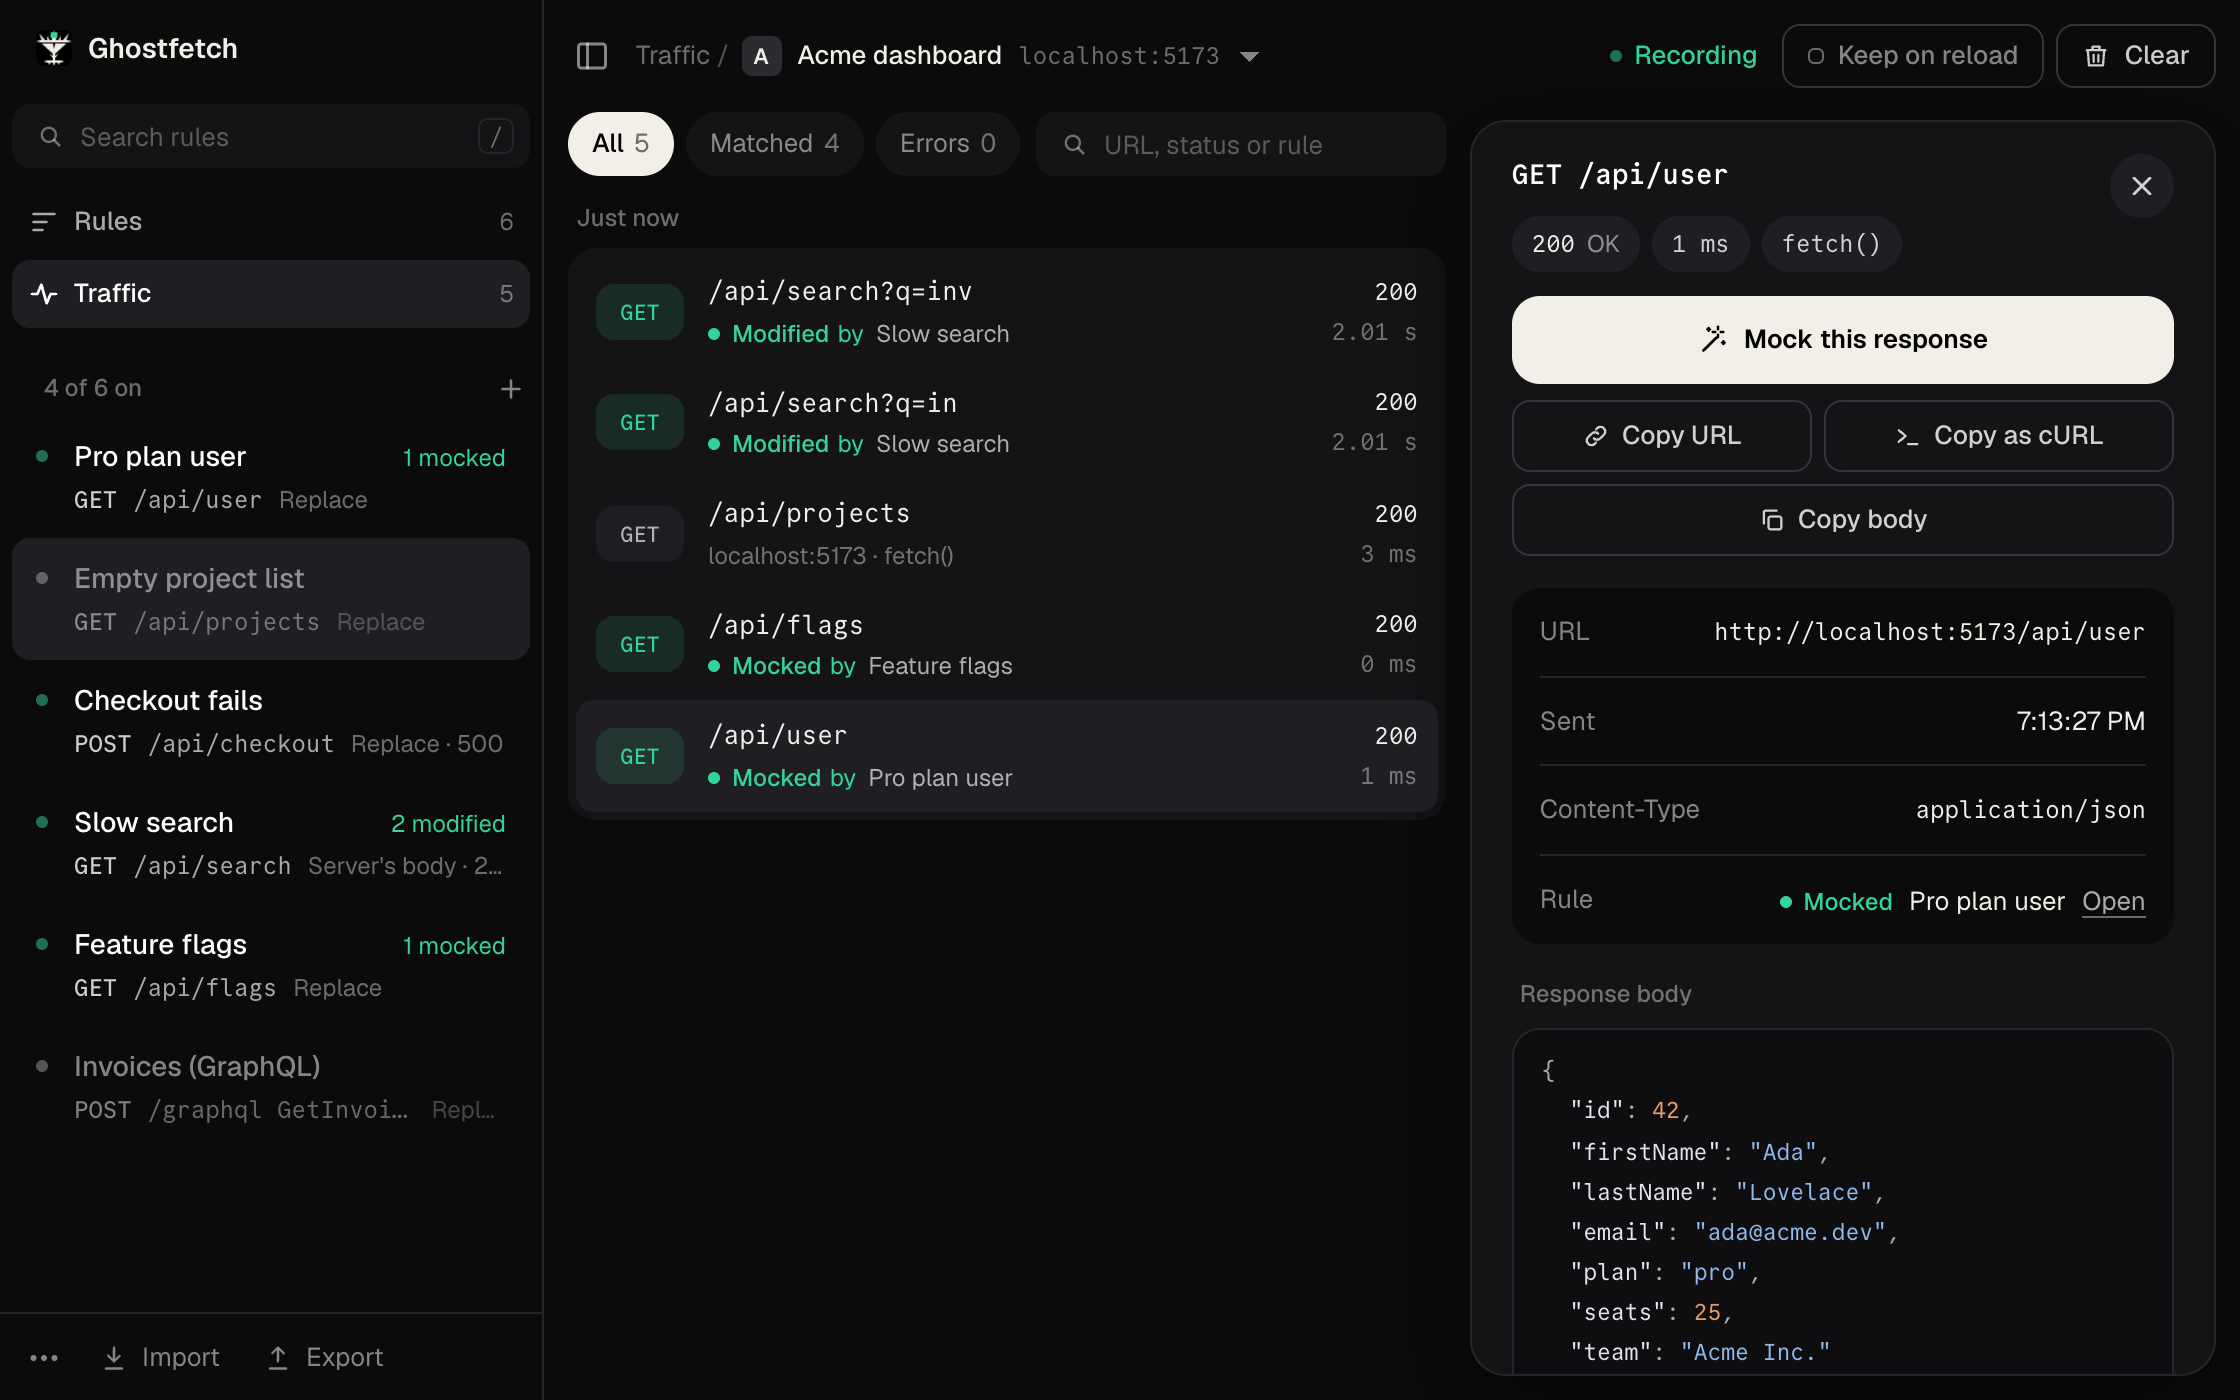 Ghostfetch
Search rules /
Rules 6
Traffic 5
4 of 6 on
Pro plan user 1 mocked
GET /api/user Replace
Empty project list
GET /api/projects Replace
Checkout fails
POST /api/checkout Replace · 500
Slow search 2 modified
GET /api/search Server's body · 2…
Feature flags 1 mocked
GET /api/flags Replace
Invoices (GraphQL)
POST /graphql GetInvoi… Repl…
Import Export
Traffic / A Acme dashboard localhost:5173
Recording Keep on reload Clear
All 5 Matched 4 Errors 0 URL, status or rule
Just now
GET /api/search?q=inv 200
Modified by Slow search 2.01 s
GET /api/search?q=in 200
Modified by Slow search 2.01 s
GET /api/projects 200
localhost:5173 · fetch() 3 ms
GET /api/flags 200
Mocked by Feature flags 0 ms
GET /api/user 200
Mocked by Pro plan user 1 ms
GET /api/user
200 OK 1 ms fetch()
Mock this response
Copy URL >_ Copy as cURL
Copy body
URL http://localhost:5173/api/user
Sent 7:13:27 PM
Content-Type application/json
Rule Mocked Pro plan user Open
Response body
{
"id": 42,
"firstName": "Ada",
"lastName": "Lovelace",
"email": "ada@acme.dev",
"plan": "pro",
"seats": 25,
"team": "Acme Inc."